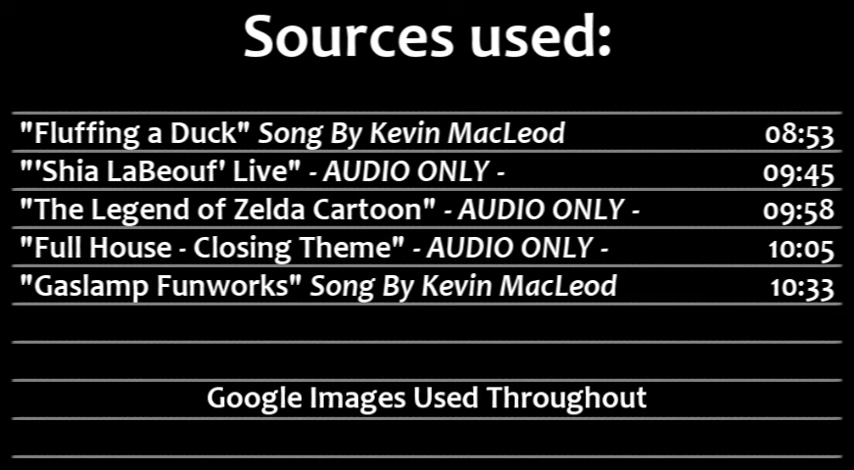 Sources used:
"Fluffing a Duck" Song By Kevin MacLeod 08:53
"'Shia LaBeouf' Live" - AUDIO ONLY - 09:45
"The Legend of Zelda Cartoon" - AUDIO ONLY - 09:58
"Full House - Closing Theme" - AUDIO ONLY - 10:05
"Gaslamp Funworks" Song By Kevin MacLeod 10:33
Google Images Used Throughout